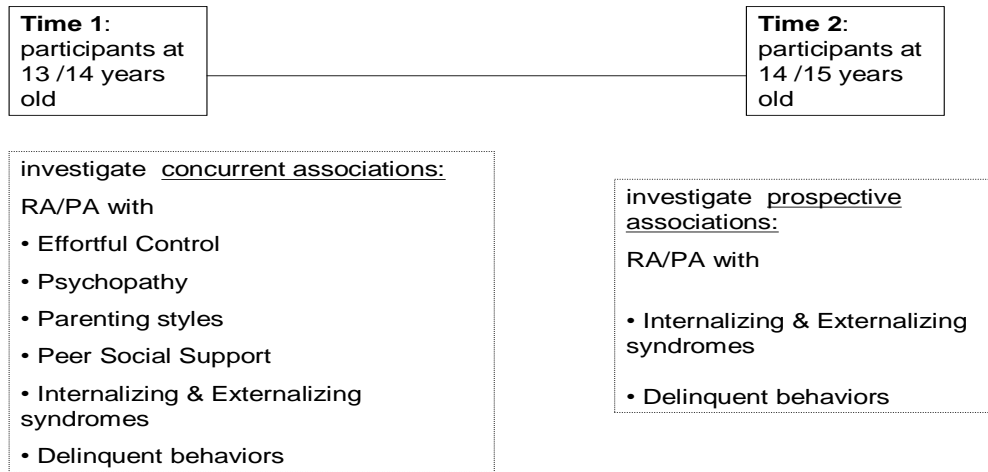 Time 1:
participants at
13 /14 years
old
Time 2:
participants at
14 /15 years
old
investigate concurrent associations:
RA/PA with
• Effortful Control
• Psychopathy
• Parenting styles
• Peer Social Support
• Internalizing & Externalizing
syndromes
• Delinquent behaviors
investigate prospective
associations:
RA/PA with
• Internalizing & Externalizing
syndromes
• Delinquent behaviors